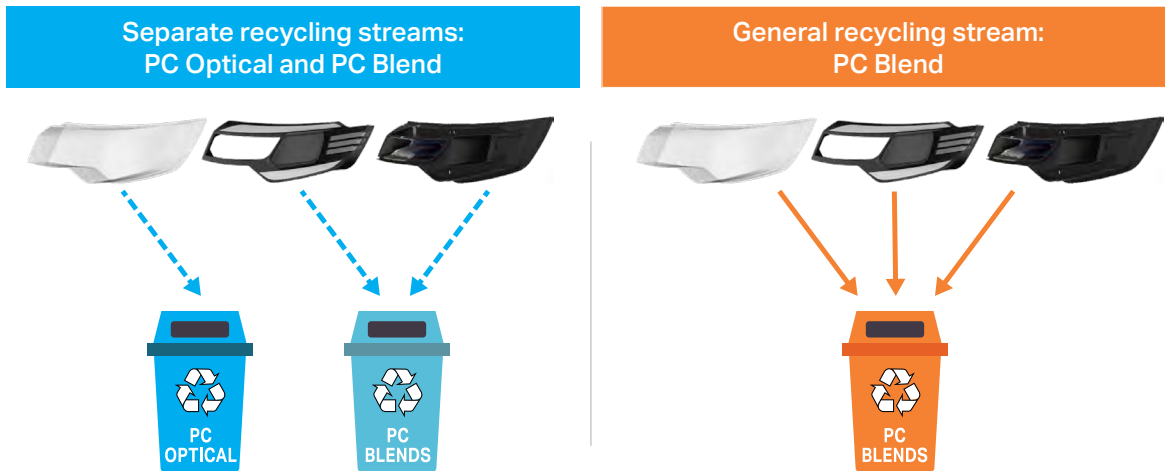 Separate recycling streams:
PC Optical and PC Blend
General recycling stream:
PC Blend
PC
OPTICAL
PC
BLENDS
PC
BLENDS